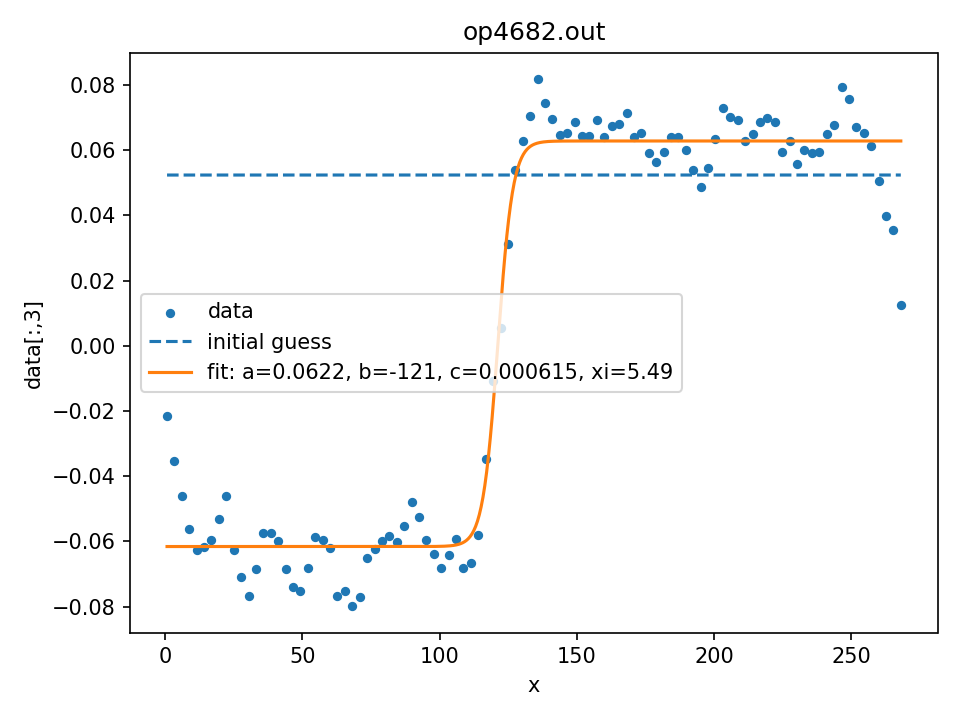 op4682.out
0.08
0.06
0.04
0.02
0.00
−0.02
−0.04
−0.06
−0.08
data[:,3]
data
initial guess
fit: a=0.0622, b=-121, c=0.000615, xi=5.49
0 50 100 150 200 250
x